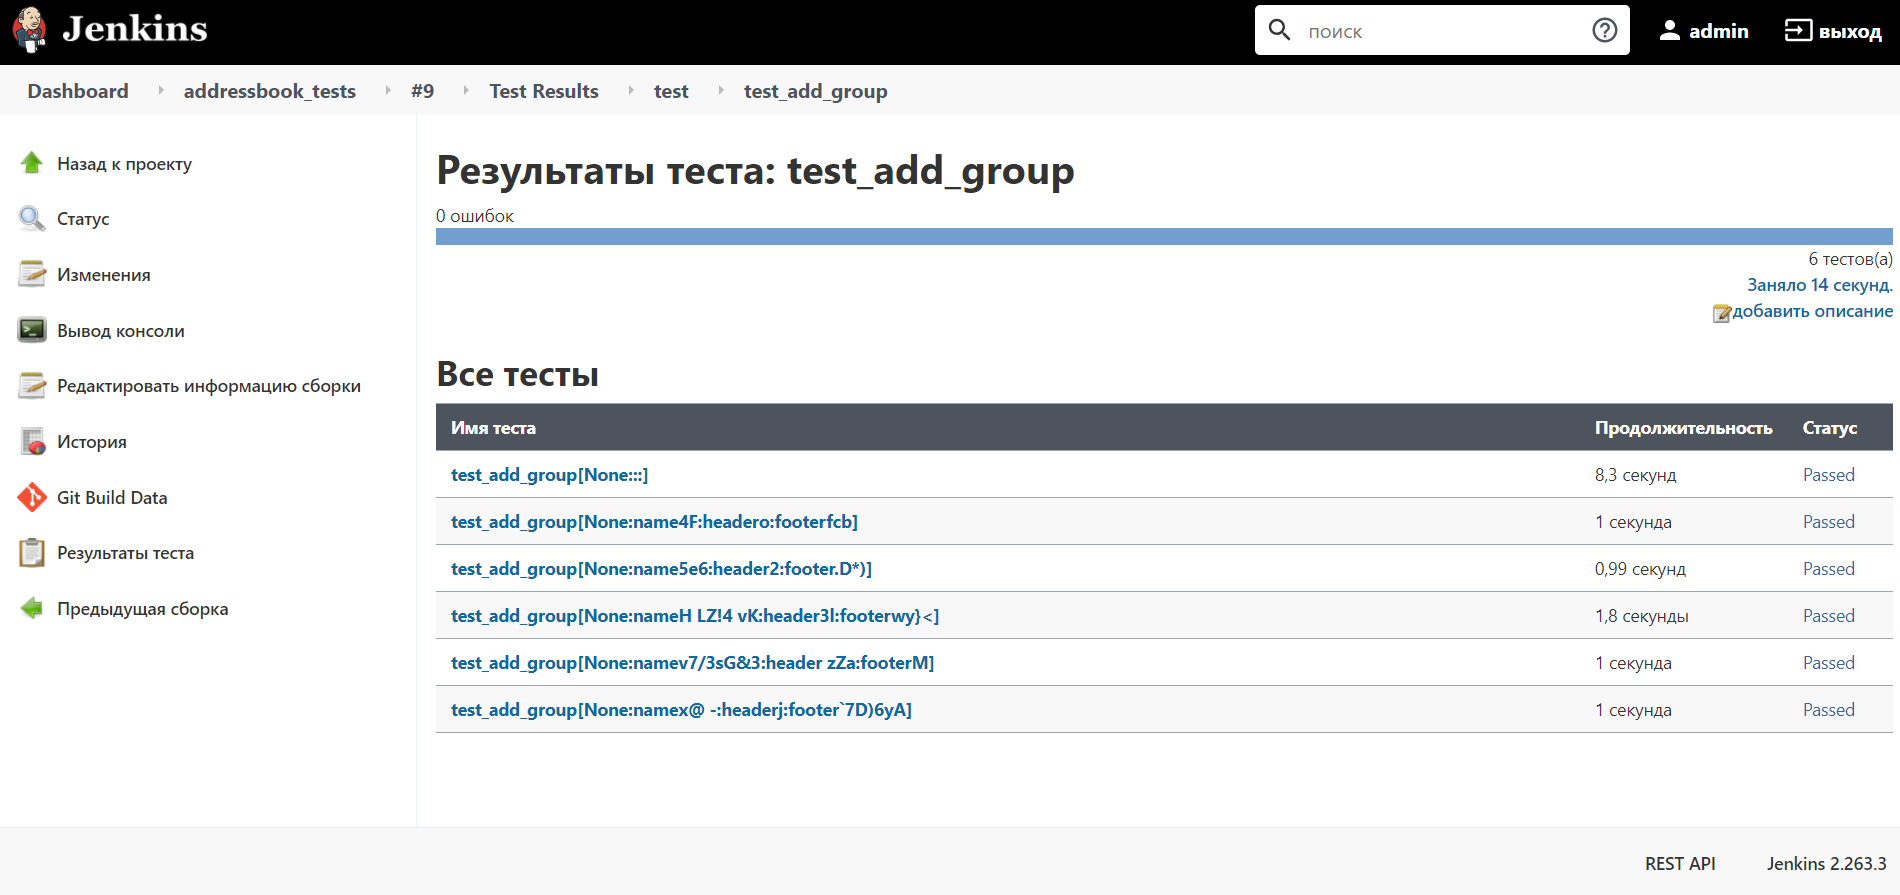 Jenkins
поиск
admin
выход
Dashboard addressbook_tests #9 Test Results test test_add_group
Назад к проекту
Статус
Изменения
Вывод консоли
Редактировать информацию сборки
История
Git Build Data
Результаты теста
Предыдущая сборка
Результаты теста: test_add_group
0 ошибок
6 тестов(а)
Заняло 14 секунд.
добавить описание
Все тесты
Имя теста Продолжительность Статус
test_add_group[None:::] 8,3 секунд Passed
test_add_group[None:name4F:headero:footerfcb] 1 секунда Passed
test_add_group[None:name5e6:header2:footer.D*)] 0,99 секунд Passed
test_add_group[None:nameH LZ!4 vK:header3l:footerwy}<] 1,8 секунды Passed
test_add_group[None:namev7/3sG&3:header zZa:footerM] 1 секунда Passed
test_add_group[None:namex@ -:headerj:footer`7D)6yA] 1 секунда Passed
REST API Jenkins 2.263.3